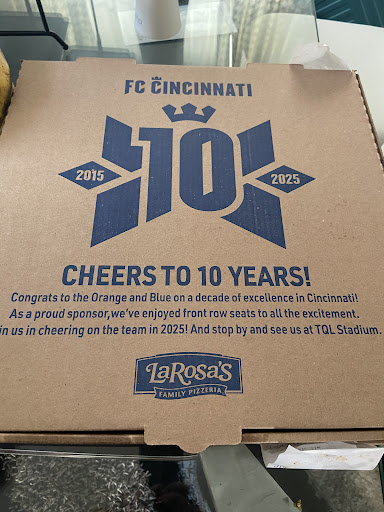 FC CINCINNATI
10
2015
2025
CHEERS TO 10 YEARS!
Congrats to the Orange and Blue on a decade of excellence in Cincinnati!
As a proud sponsor, we've enjoyed front row seats to all the excitement.
in us in cheering on the team in 2025! And stop by and see us at TQL Stadium.
LAROSA'S
FAMILY PIZZERIA